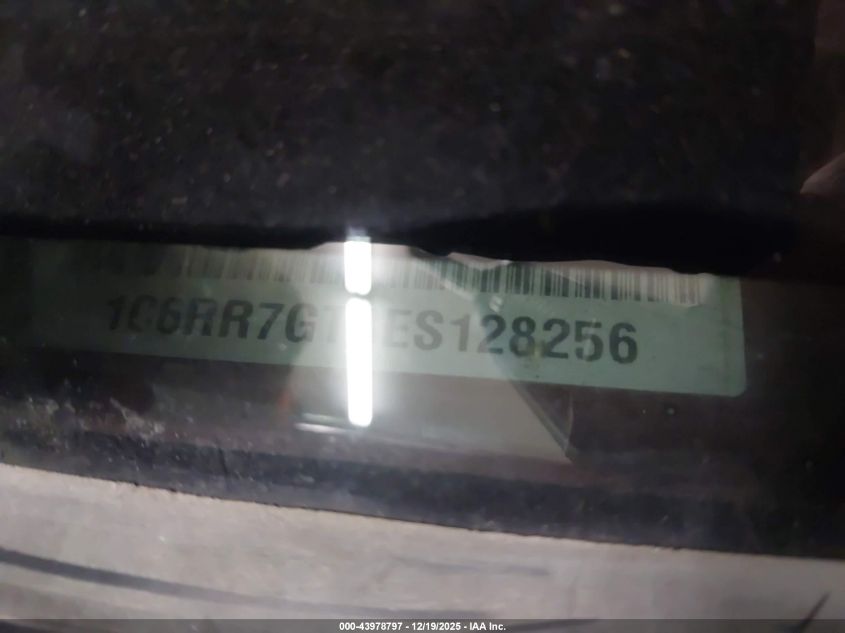 1C6RR7GT ES128256
000-43978797 - 12/19/2025 - IAA Inc.